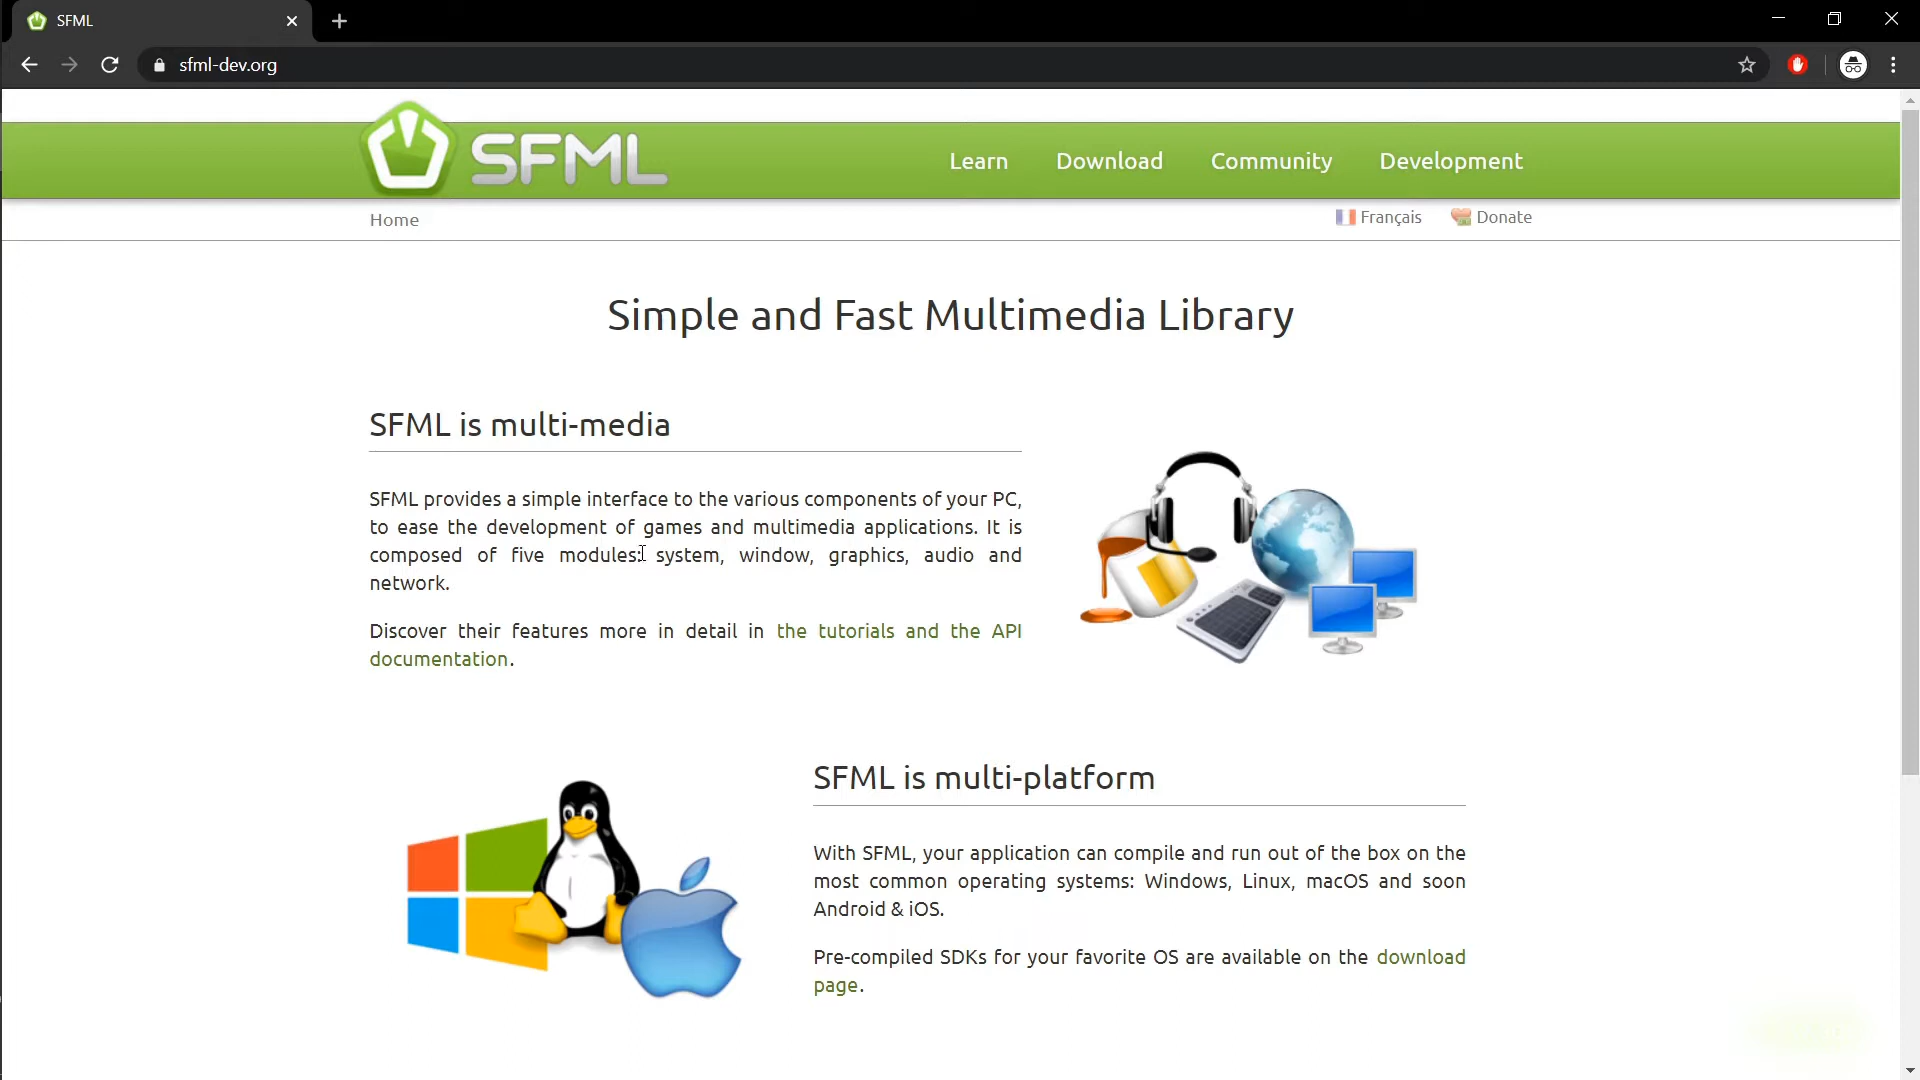 SFML
sfml-dev.org
SFML
Learn Download Community Development
Home
Français Donate
Simple and Fast Multimedia Library
SFML is multi-media
SFML provides a simple interface to the various components of your PC,
to ease the development of games and multimedia applications. It is
composed of five modules: system, window, graphics, audio and
network.
Discover their features more in detail in the tutorials and the API
documentation.
SFML is multi-platform
With SFML, your application can compile and run out of the box on the
most common operating systems: Windows, Linux, macOS and soon
Android & iOS.
Pre-compiled SDKs for your favorite OS are available on the download
page.